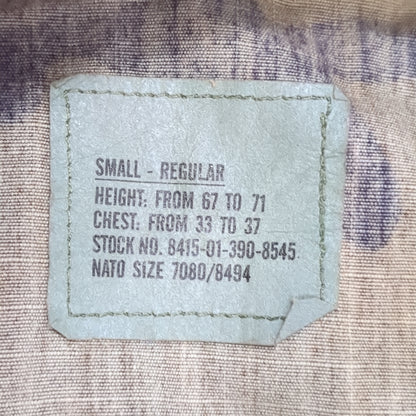 SMALL - REGULAR
HEIGHT: FROM 67 TO 71
CHEST: FROM 33 TO 37
STOCK NO. 8415-01-390-8545
NATO SIZE 7080/8494